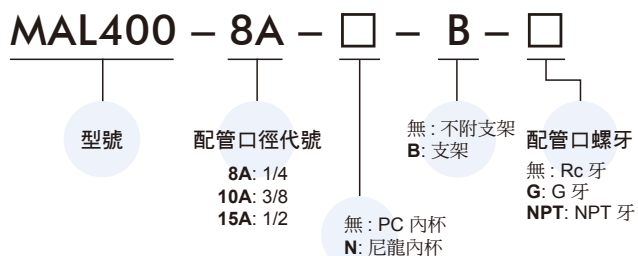 MAL400 – 8A – □ – B – □
型號
配管口徑代號
8A: 1/4
10A: 3/8
15A: 1/2
無 : PC 內杯
N: 尼龍內杯
無 : 不附支架
B: 支架
配管口螺牙
無 : Rc 牙
G: G 牙
NPT: NPT 牙